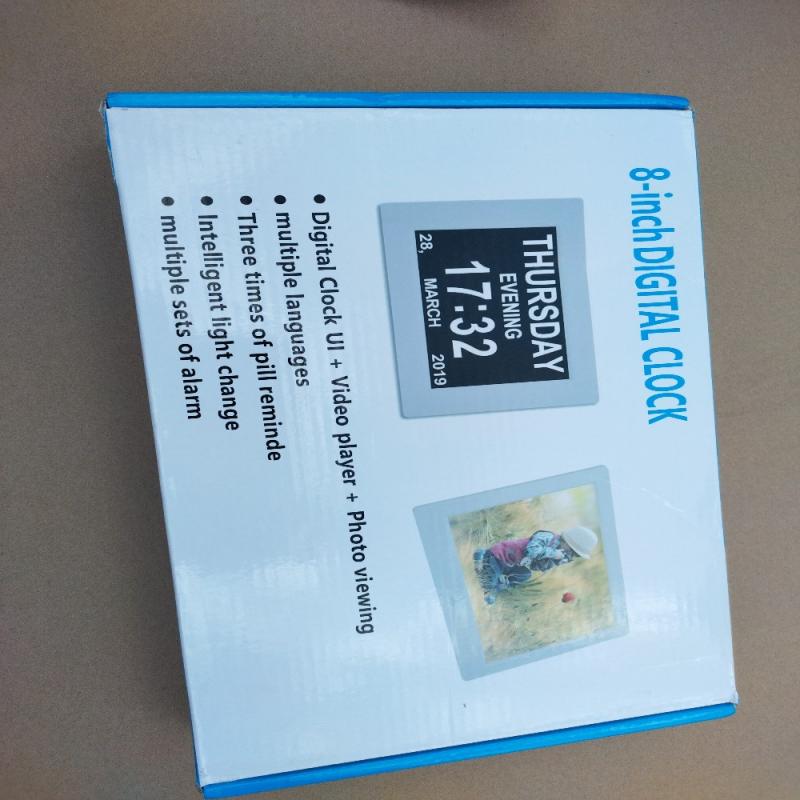 8-inch DIGITAL CLOCK
THURSDAY
EVENING
17:32
28, MARCH 2019
• Digital Clock UI + Video player + Photo viewing
• multiple languages
• Three times of pill reminde
• Intelligent light change
• multiple sets of alarm